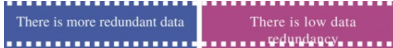 There is more redundant data
There is low data
redundancy